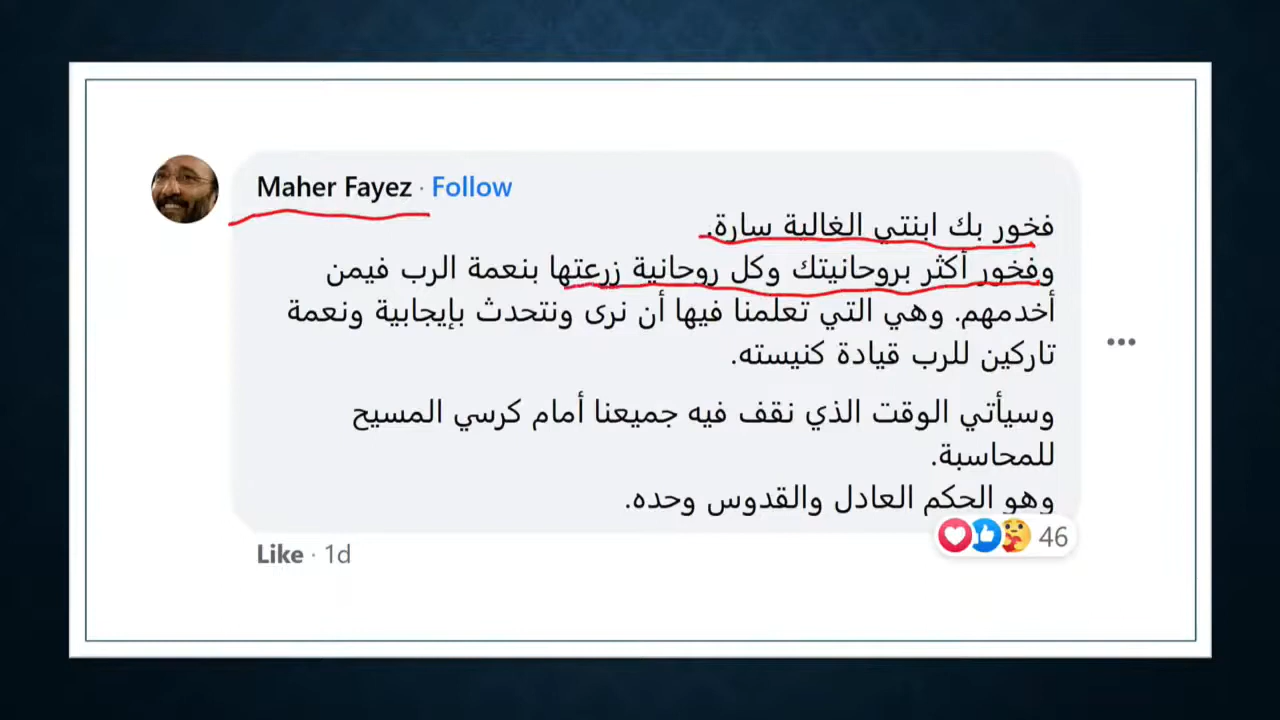 Maher Fayez · Follow
فخور بك ابنتي الغالية سارة.
وفخور أكثر بروحانيتك وكل روحانية زرعتها بنعمة الرب فيمن
أخدمهم. وهي التي تعلمنا فيها أن نرى ونتحدث بإيجابية ونعمة
تاركين للرب قيادة كنيسته.
وسيأتي الوقت الذي نقف فيه جميعنا أمام كرسي المسيح
للمحاسبة.
وهو الحكم العادل والقدوس وحده.
46
Like · 1d